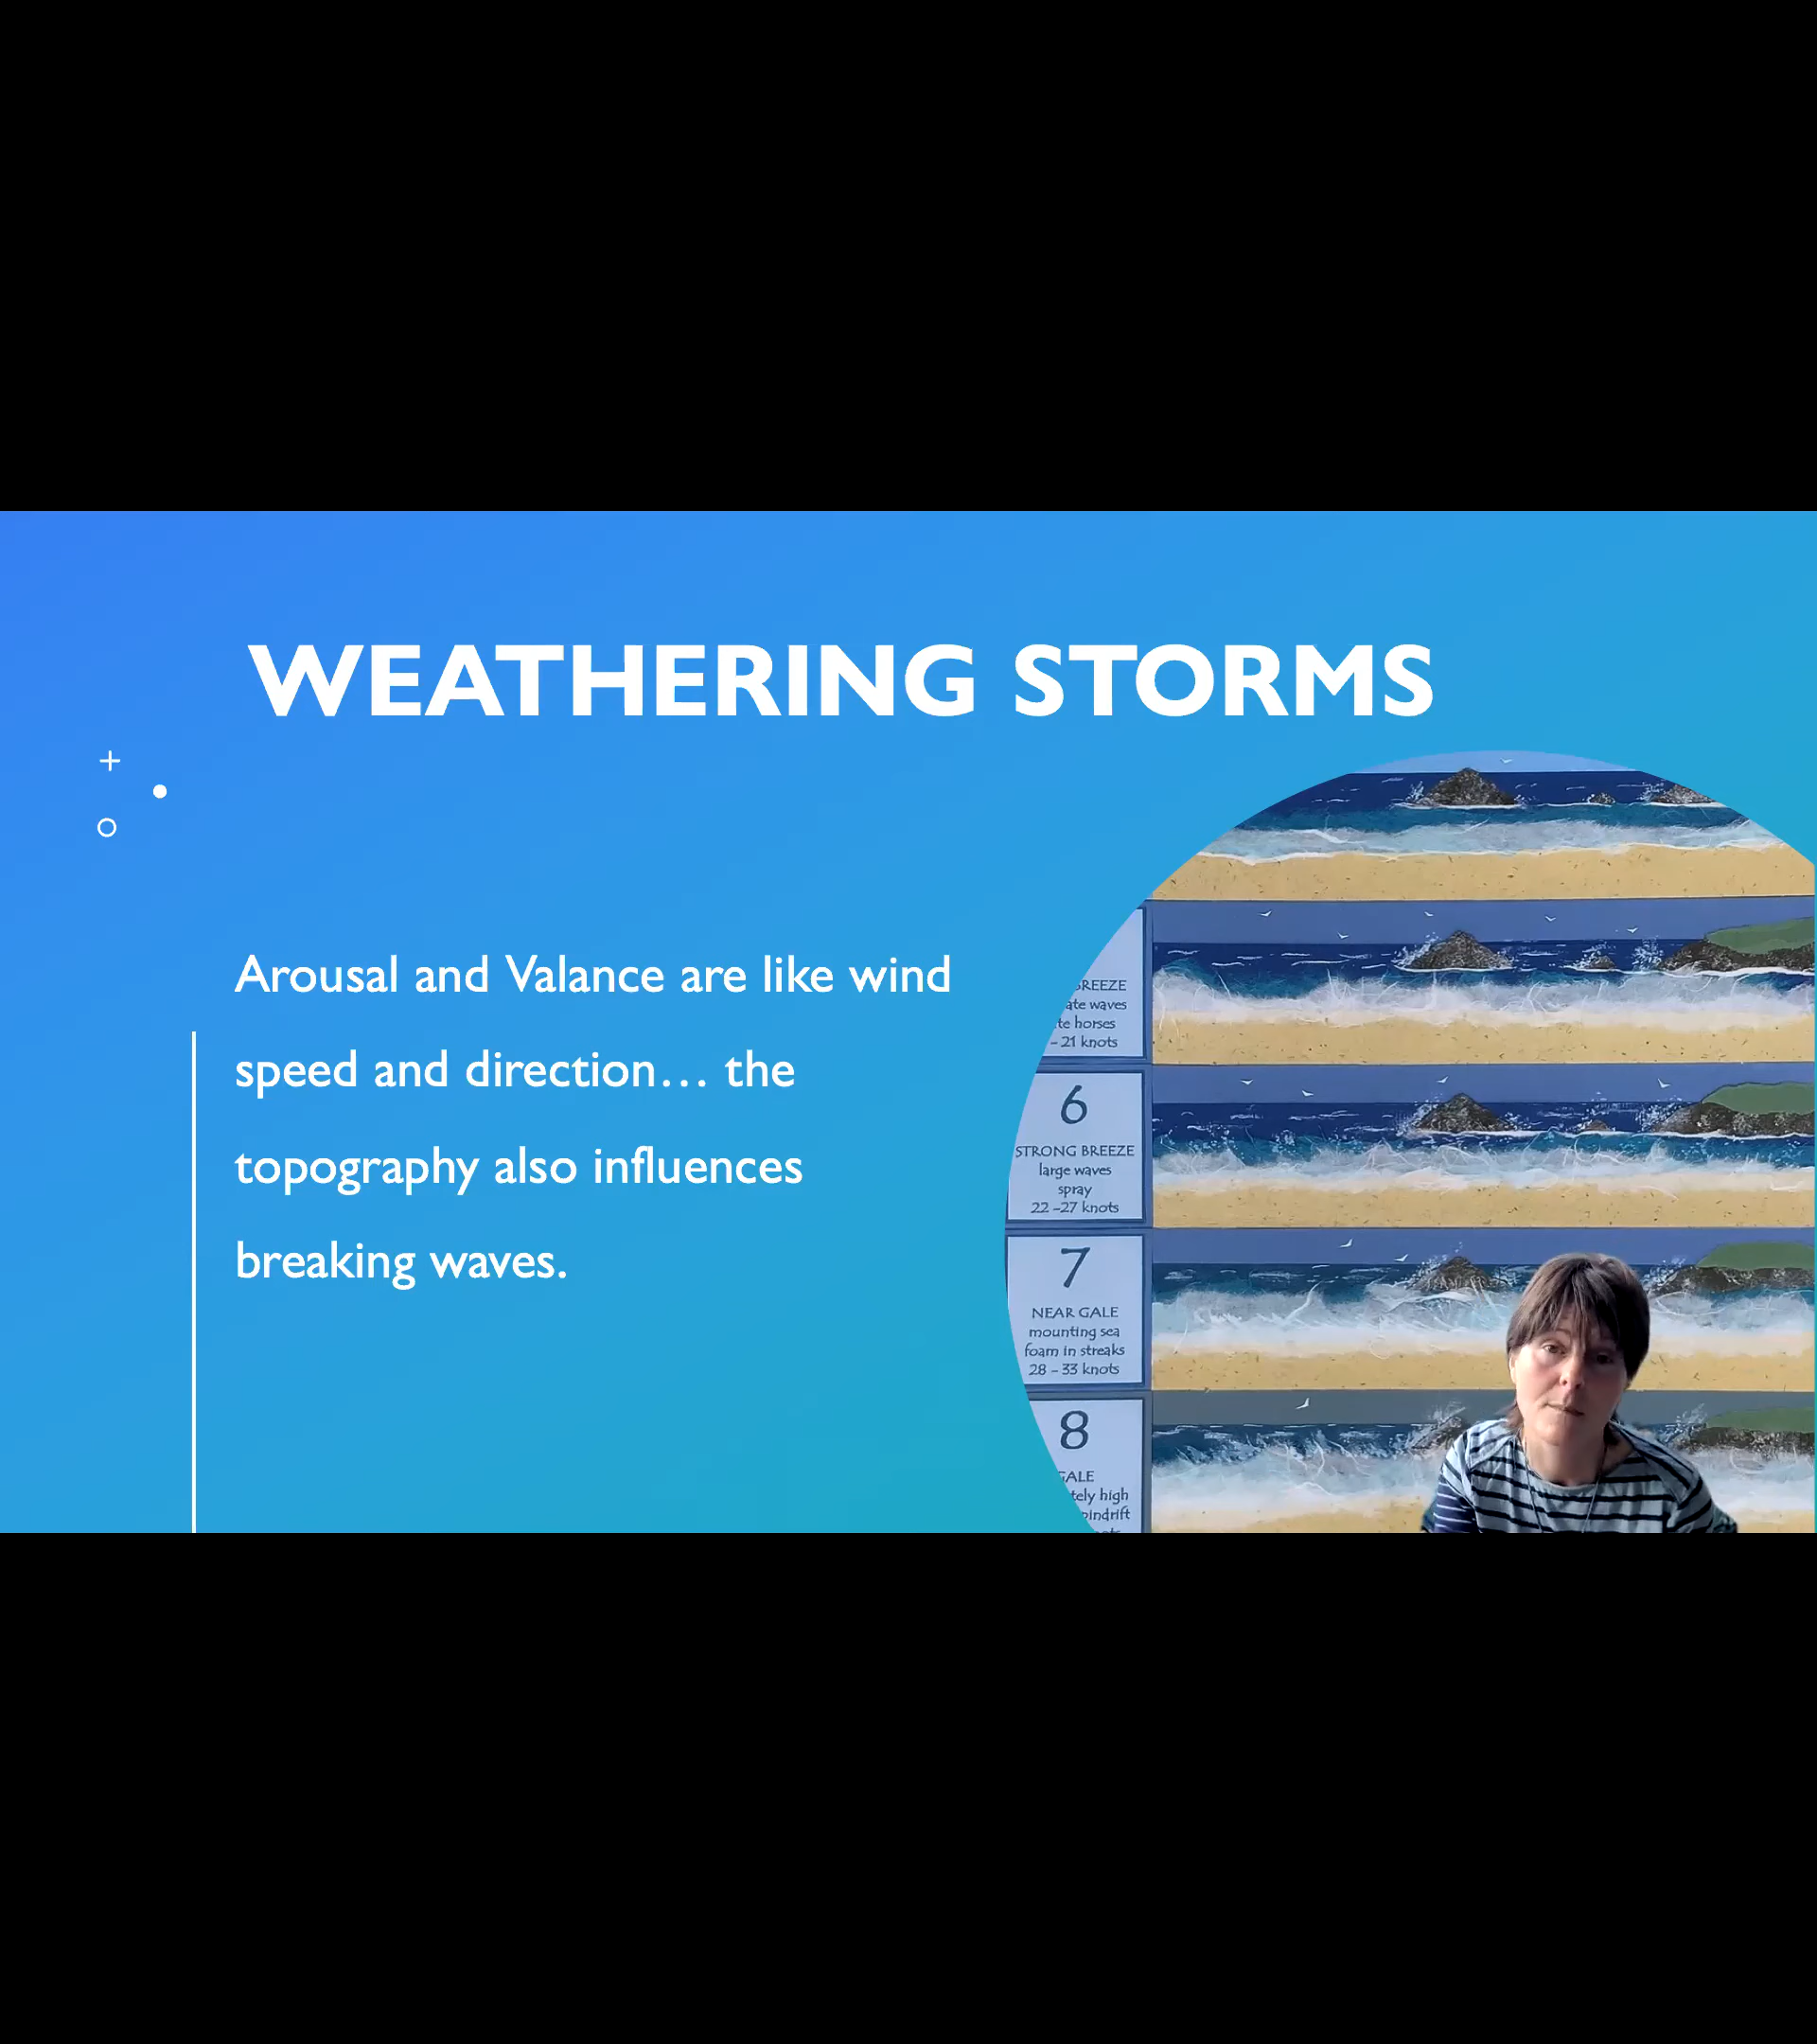 WEATHERING STORMS
Arousal and Valance are like wind
speed and direction… the
topography also influences
breaking waves.
- 21 knots
6
STRONG BREEZE
large waves
spray
22 -27 knots
7
NEAR GALE
mounting sea
foam in streaks
28 - 33 knots
8